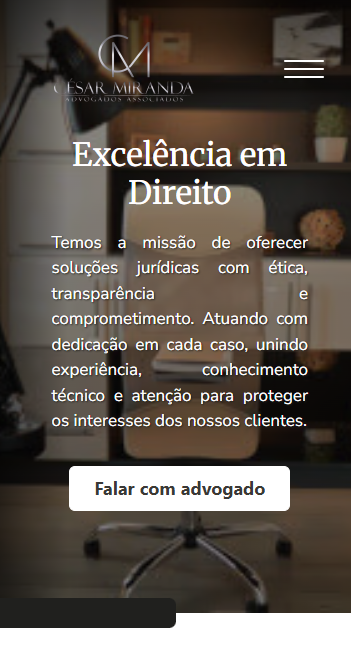 CM
CÉSAR MIRANDA
ADVOGADOS ASSOCIADOS
Excelência em
Direito
Temos a missão de oferecer
soluções jurídicas com ética,
transparência e
comprometimento. Atuando com
dedicação em cada caso, unindo
experiência, conhecimento
técnico e atenção para proteger
os interesses dos nossos clientes.
Falar com advogado